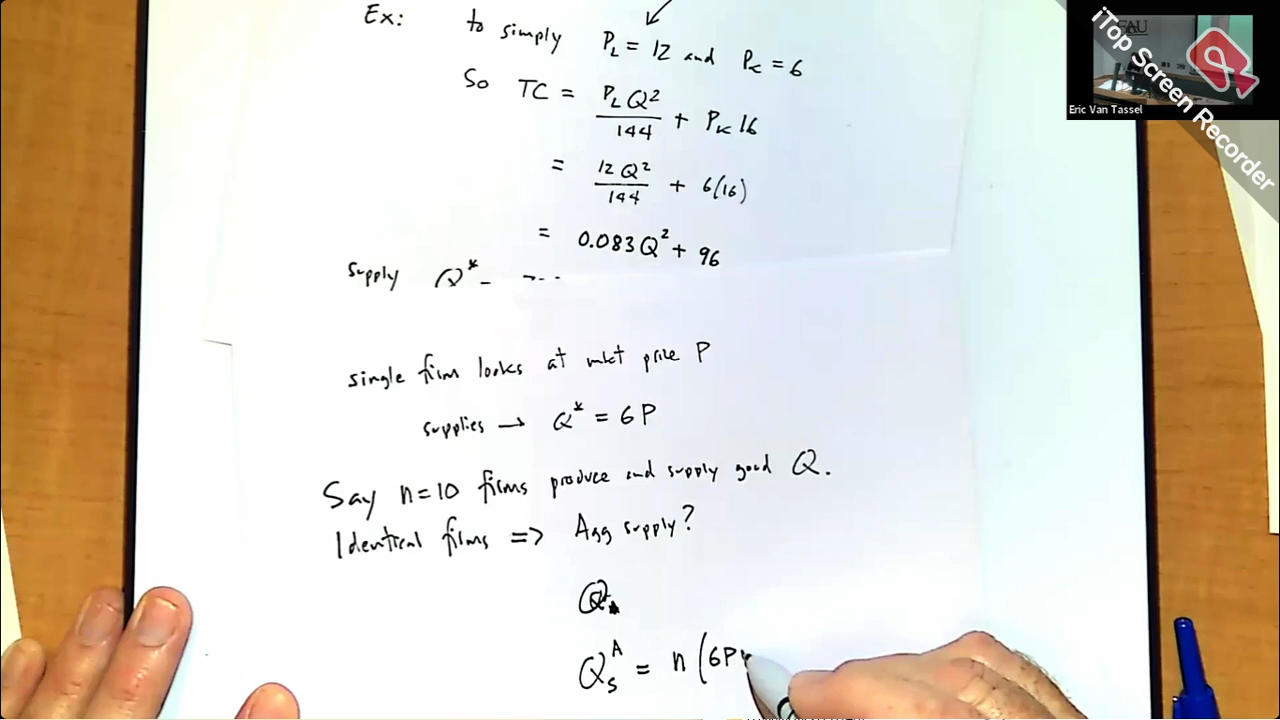 Ex: to simply P_L = 12 and P_K = 6
So TC = P_L Q² / 144 + P_K 16
= 12 Q² / 144 + 6(16)
= 0.083 Q² + 96
supply Q* = ...
single firm looks at mkt price P
supplies → Q* = 6P
Say n=10 firms produce and supply good Q.
Identical firms => Agg supply?
Q_S^A = n (6P
Eric Van Tassel
FAU
iTop Screen Recorder